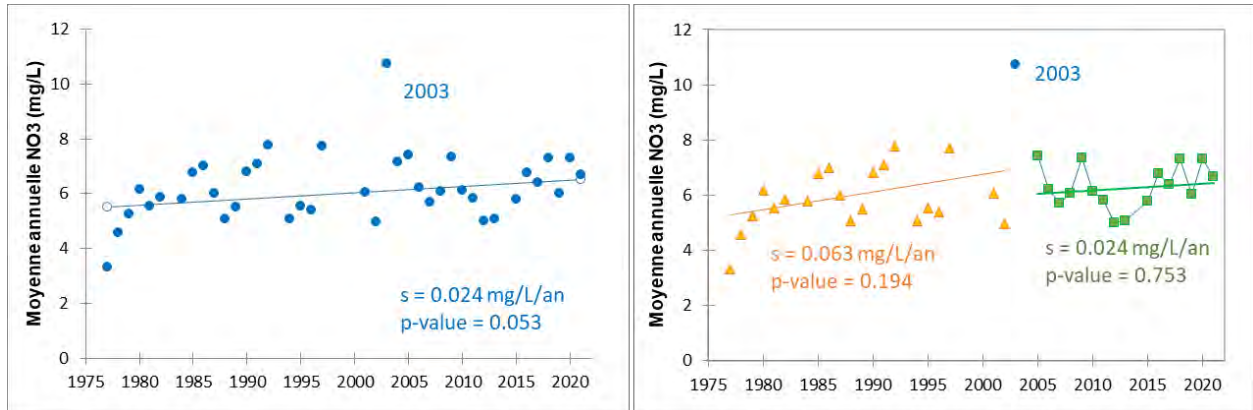 Moyenne annuelle NO3 (mg/L)
12
10
8
6
4
2
0
2003
s = 0.024 mg/L/an
p-value = 0.053
1975 1980 1985 1990 1995 2000 2005 2010 2015 2020
Moyenne annuelle NO3 (mg/L)
12
10
8
6
4
2
0
2003
s = 0.063 mg/L/an
p-value = 0.194
s = 0.024 mg/L/an
p-value = 0.753
1975 1980 1985 1990 1995 2000 2005 2010 2015 2020